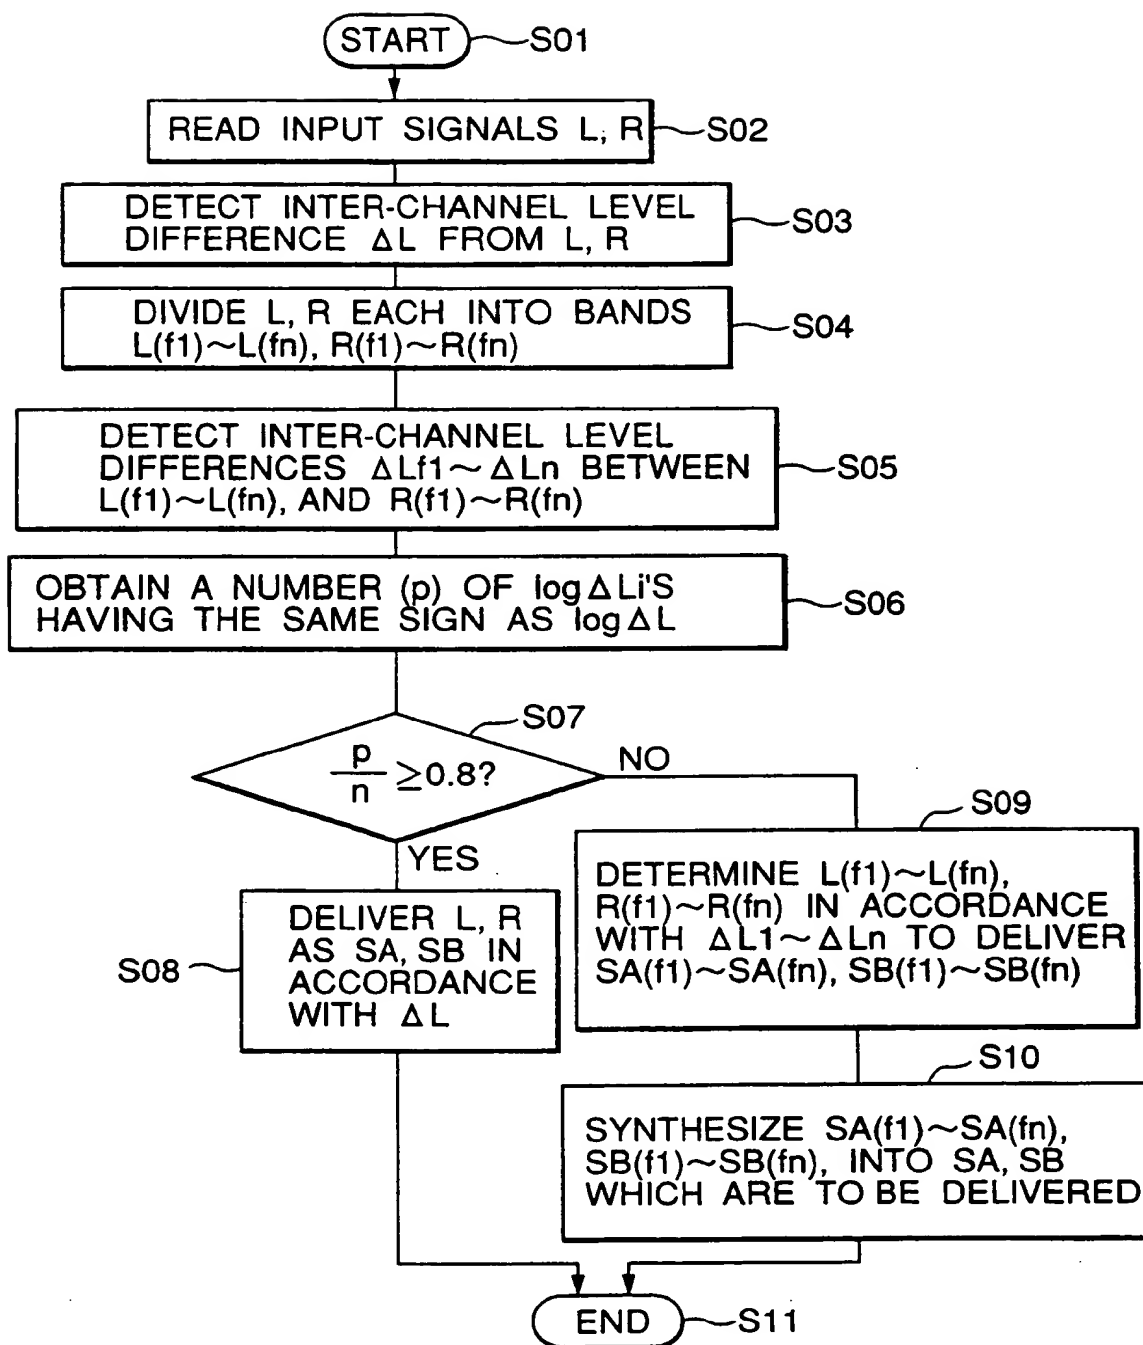 START
S01
READ INPUT SIGNALS L, R
S02
DETECT INTER-CHANNEL LEVEL
DIFFERENCE ΔL FROM L, R
S03
DIVIDE L, R EACH INTO BANDS
L(f1)~L(fn), R(f1)~R(fn)
S04
DETECT INTER-CHANNEL LEVEL
DIFFERENCES ΔLf1~ΔLn BETWEEN
L(f1)~L(fn), AND R(f1)~R(fn)
S05
OBTAIN A NUMBER (p) OF logΔLi'S
HAVING THE SAME SIGN AS logΔL
S06
S07
p
n
≥0.8?
NO
YES
S08
DELIVER L, R
AS SA, SB IN
ACCORDANCE
WITH ΔL
S09
DETERMINE L(f1)~L(fn),
R(f1)~R(fn) IN ACCORDANCE
WITH ΔL1~ΔLn TO DELIVER
SA(f1)~SA(fn), SB(f1)~SB(fn)
S10
SYNTHESIZE SA(f1)~SA(fn),
SB(f1)~SB(fn), INTO SA, SB
WHICH ARE TO BE DELIVERED
END
S11